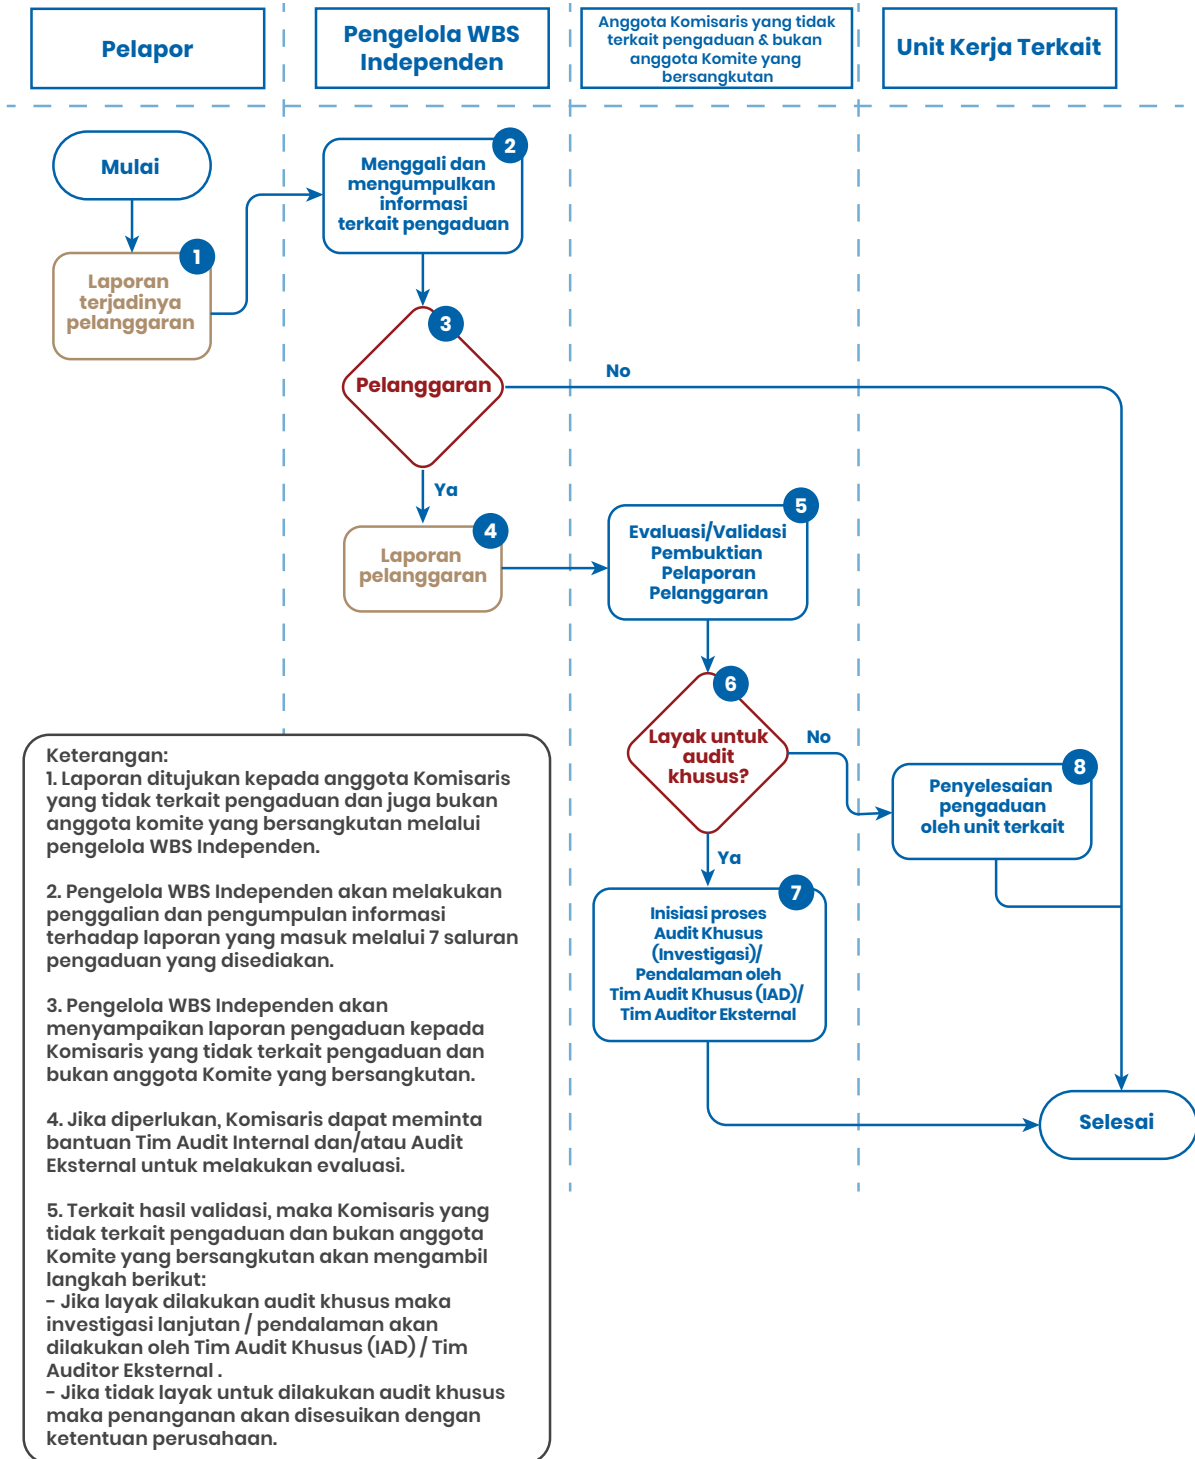 Pelapor
Pengelola WBS
Independen
Anggota Komisaris yang tidak
terkait pengaduan & bukan
anggota Komite yang
bersangkutan
Unit Kerja Terkait
Mulai
1
Laporan
terjadinya
pelanggaran
2
Menggali dan
mengumpulkan
informasi
terkait pengaduan
3
Pelanggaran
No
Ya
4
Laporan
pelanggaran
5
Evaluasi/Validasi
Pembuktian
Pelaporan
Pelanggaran
6
Layak untuk
audit
khusus?
No
Ya
8
Penyelesaian
pengaduan
oleh unit terkait
7
Inisiasi proses
Audit Khusus
(Investigasi)/
Pendalaman oleh
Tim Audit Khusus (IAD)/
Tim Auditor Eksternal
Selesai
Keterangan:
1. Laporan ditujukan kepada anggota Komisaris
yang tidak terkait pengaduan dan juga bukan
anggota komite yang bersangkutan melalui
pengelola WBS Independen.
2. Pengelola WBS Independen akan melakukan
penggalian dan pengumpulan informasi
terhadap laporan yang masuk melalui 7 saluran
pengaduan yang disediakan.
3. Pengelola WBS Independen akan
menyampaikan laporan pengaduan kepada
Komisaris yang tidak terkait pengaduan dan
bukan anggota Komite yang bersangkutan.
4. Jika diperlukan, Komisaris dapat meminta
bantuan Tim Audit Internal dan/atau Audit
Eksternal untuk melakukan evaluasi.
5. Terkait hasil validasi, maka Komisaris yang
tidak terkait pengaduan dan bukan anggota
Komite yang bersangkutan akan mengambil
langkah berikut:
- Jika layak dilakukan audit khusus maka
investigasi lanjutan / pendalaman akan
dilakukan oleh Tim Audit Khusus (IAD) / Tim
Auditor Eksternal .
- Jika tidak layak untuk dilakukan audit khusus
maka penanganan akan disesuikan dengan
ketentuan perusahaan.